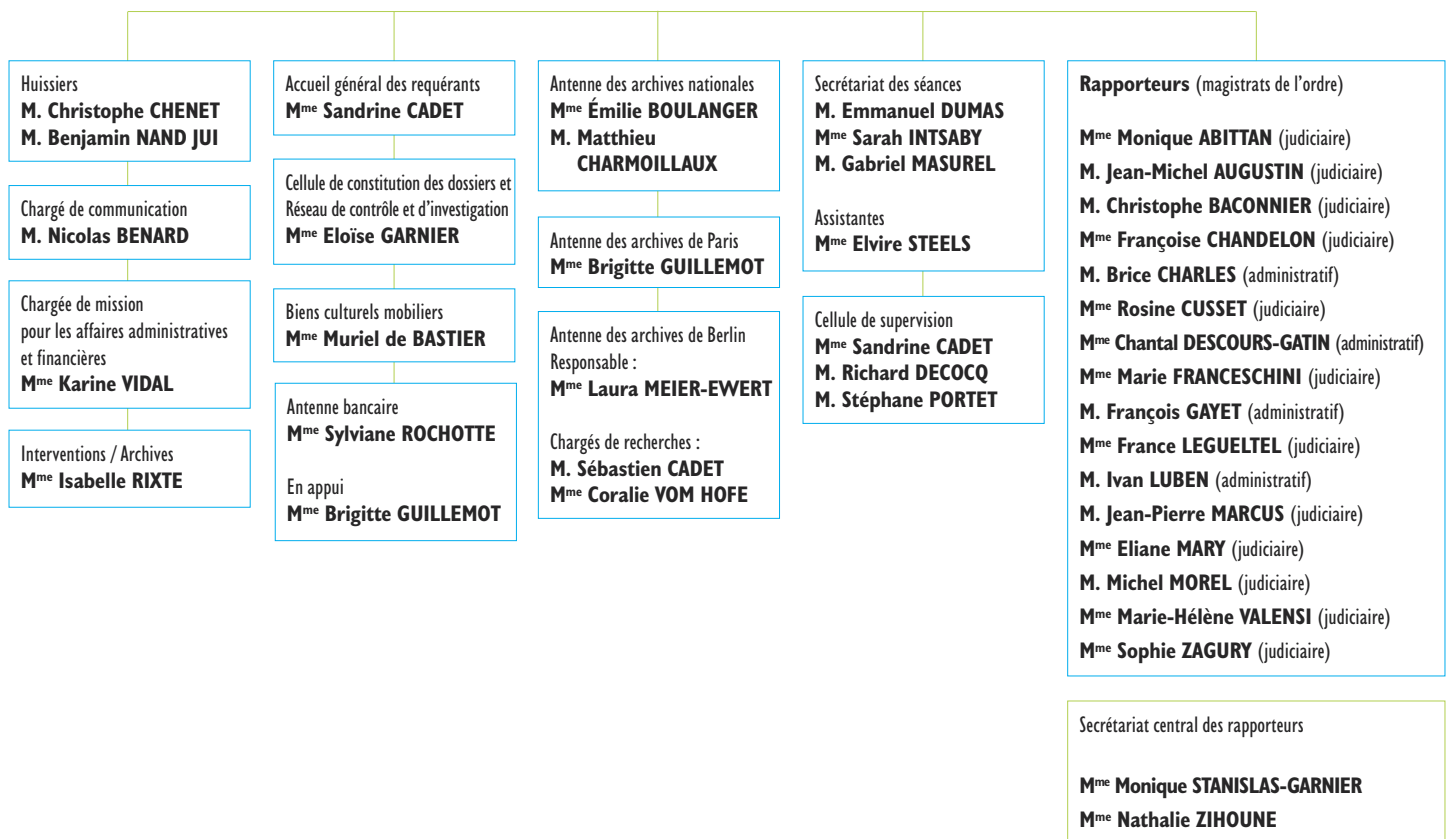 Huissiers
M. Christophe CHENET
M. Benjamin NAND JUI
Chargé de communication
M. Nicolas BENARD
Chargée de mission
pour les affaires administratives
et financières
Mme Karine VIDAL
Interventions / Archives
Mme Isabelle RIXTE
Accueil général des requérants
Mme Sandrine CADET
Cellule de constitution des dossiers et
Réseau de contrôle et d'investigation
Mme Eloïse GARNIER
Biens culturels mobiliers
Mme Muriel de BASTIER
Antenne bancaire
Mme Sylviane ROCHOTTE
En appui
Mme Brigitte GUILLEMOT
Antenne des archives nationales
Mme Émilie BOULANGER
M. Matthieu
CHARMOILLAUX
Antenne des archives de Paris
Mme Brigitte GUILLEMOT
Antenne des archives de Berlin
Responsable :
Mme Laura MEIER-EWERT
Chargés de recherches :
M. Sébastien CADET
Mme Coralie VOM HOFE
Secrétariat des séances
M. Emmanuel DUMAS
Mme Sarah INTSABY
M. Gabriel MASUREL
Assistantes
Mme Elvire STEELS
Cellule de supervision
Mme Sandrine CADET
M. Richard DECOCQ
M. Stéphane PORTET
Rapporteurs (magistrats de l'ordre)
Mme Monique ABITTAN (judiciaire)
M. Jean-Michel AUGUSTIN (judiciaire)
M. Christophe BACONNIER (judiciaire)
Mme Françoise CHANDELON (judiciaire)
M. Brice CHARLES (administratif)
Mme Rosine CUSSET (judiciaire)
Mme Chantal DESCOURS-GATIN (administratif)
Mme Marie FRANCESCHINI (judiciaire)
M. François GAYET (administratif)
Mme France LEGUELTEL (judiciaire)
M. Ivan LUBEN (administratif)
M. Jean-Pierre MARCUS (judiciaire)
Mme Eliane MARY (judiciaire)
M. Michel MOREL (judiciaire)
Mme Marie-Hélène VALENSI (judiciaire)
Mme Sophie ZAGURY (judiciaire)
Secrétariat central des rapporteurs
Mme Monique STANISLAS-GARNIER
Mme Nathalie ZIHOUNE